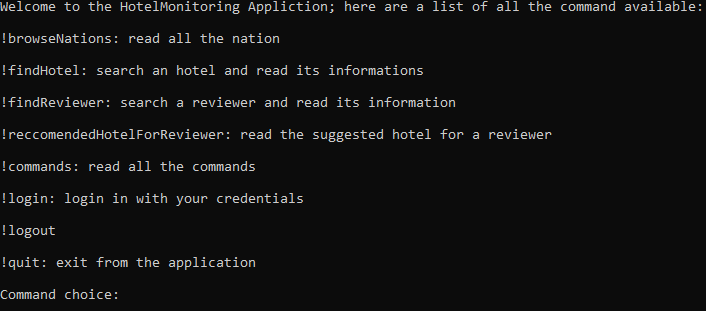 Welcome to the HotelMonitoring Appliction; here are a list of all the command available:
!browseNations: read all the nation
!findHotel: search an hotel and read its informations
!findReviewer: search a reviewer and read its information
!reccomendedHotelForReviewer: read the suggested hotel for a reviewer
!commands: read all the commands
!login: login in with your credentials
!logout
!quit: exit from the application
Command choice: